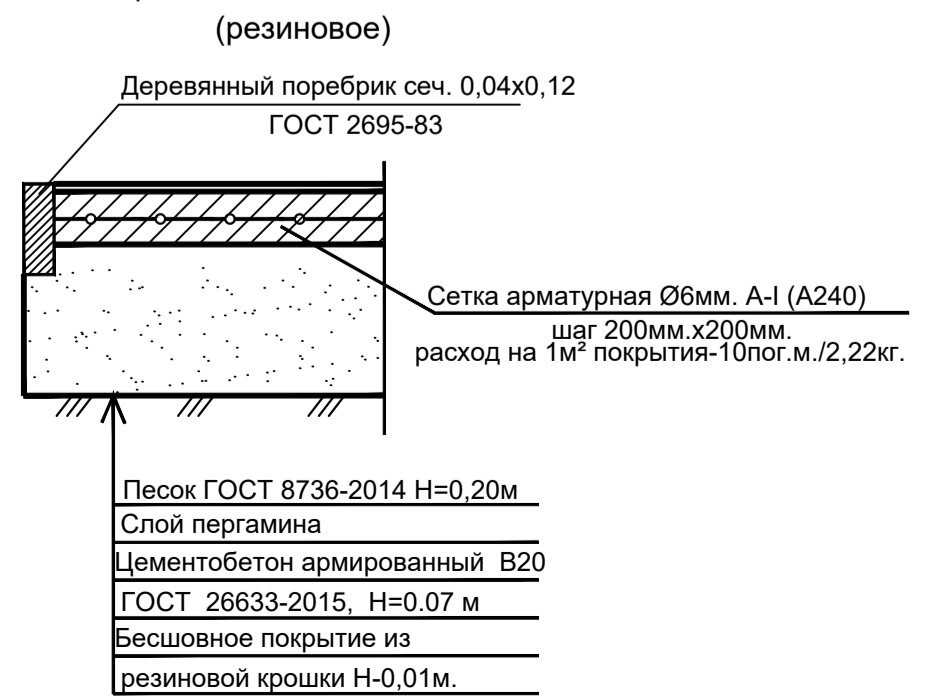 (резиновое)
Деревянный поребрик сеч. 0,04х0,12
ГОСТ 2695-83
Сетка арматурная Ø6мм. А-I (А240)
шаг 200мм.х200мм.
расход на 1м² покрытия-10пог.м./2,22кг.
Песок ГОСТ 8736-2014 Н=0,20м
Слой пергамина
Цементобетон армированный В20
ГОСТ 26633-2015, Н=0.07 м
Бесшовное покрытие из
резиновой крошки Н-0,01м.